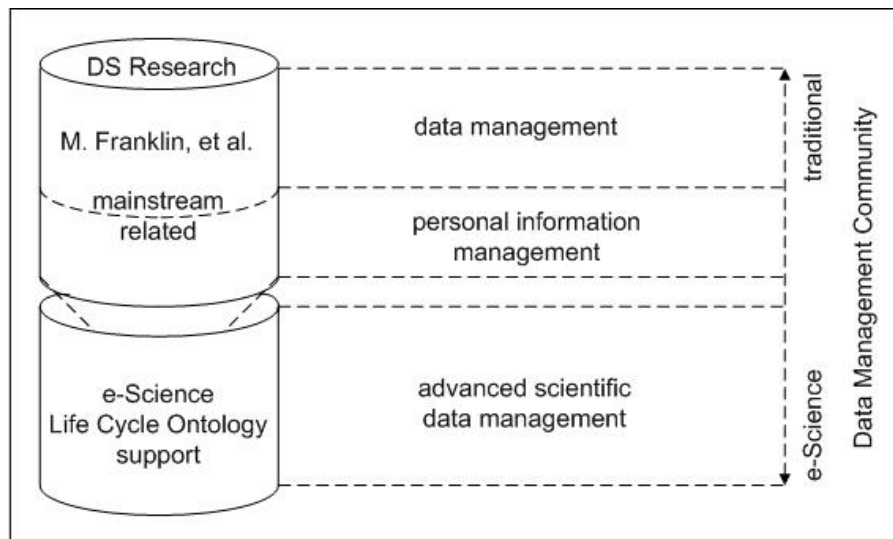 DS Research
M. Franklin, et al.
data management
mainstream
related
personal information
management
e-Science
Life Cycle Ontology
support
advanced scientific
data management
traditional
e-Science
Data Management Community